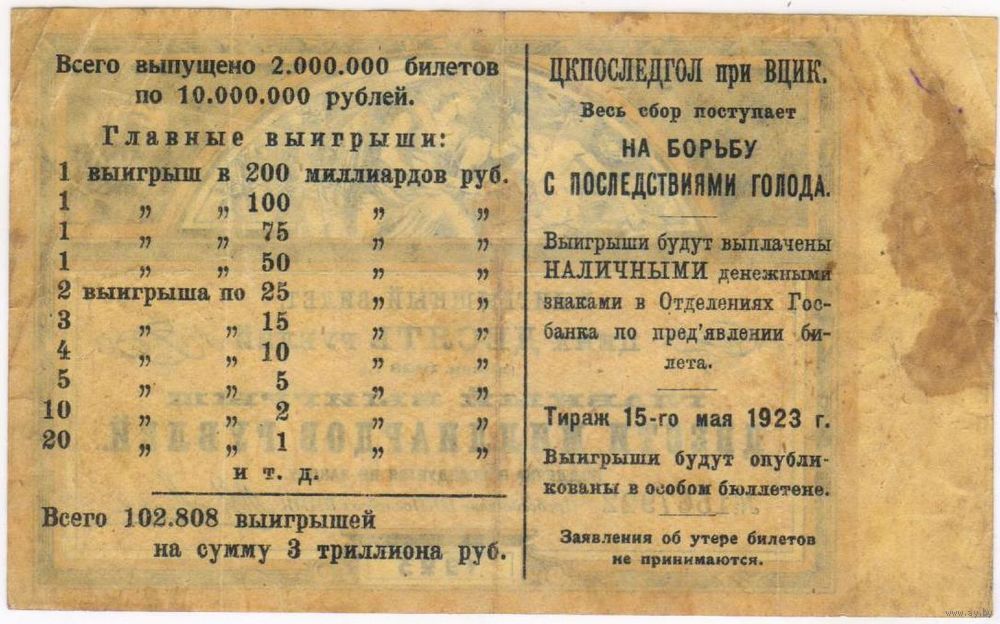 Всего выпущено 2.000.000 билетов
по 10.000.000 рублей.
Главные выигрыши:
1 выигрыш в 200 миллиардов руб.
1 „ „ 100 „ „
1 „ „ 75 „ „
1 „ „ 50 „ „
2 выигрыша по 25 „ „
3 „ „ 15 „ „
4 „ „ 10 „ „
5 „ „ 5 „ „
10 „ „ 2 „ „
20 „ „ 1 „ „
и т. д.
Всего 102.808 выигрышей
на сумму 3 триллиона руб.
ЦКПОСЛЕДГОЛ при ВЦИК.
Весь сбор поступает
НА БОРЬБУ
С ПОСЛЕДСТВИЯМИ ГОЛОДА.
Выигрыши будут выплачены
НАЛИЧНЫМИ денежными
знаками в Отделениях Гос-
банка по пред'явлении би-
лета.
Тираж 15-го мая 1923 г.
Выигрыши будут опубли-
кованы в особом бюллетене.
Заявления об утере билетов
не принимаются.
www.ay.by